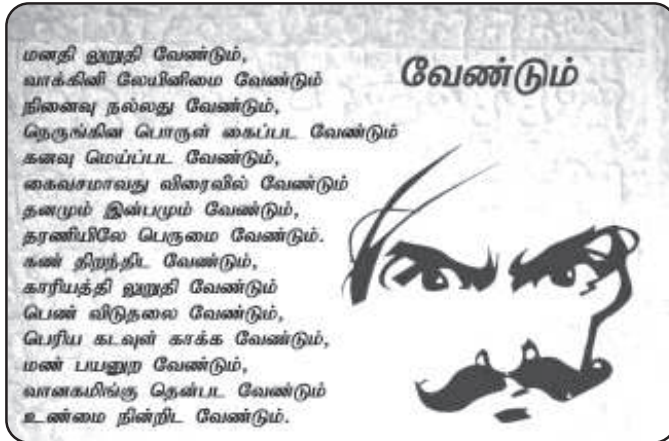 வேண்டும்
மனதி லுறுதி வேண்டும்,
வாக்கினி லேயினிமை வேண்டும்
நினைவு நல்லது வேண்டும்,
நெருங்கின பொருள் கைப்பட வேண்டும்
கனவு மெய்ப்பட வேண்டும்,
கைவசமாவது விரைவில் வேண்டும்
தனமும் இன்பமும் வேண்டும்,
தரணியிலே பெருமை வேண்டும்.
கண் திறந்திட வேண்டும்,
காரியத்தி லுறுதி வேண்டும்
பெண் விடுதலை வேண்டும்,
பெரிய கடவுள் காக்க வேண்டும்,
மண் பயனுற வேண்டும்,
வானகமிங்கு தென்பட வேண்டும்
உண்மை நின்றிட வேண்டும்.